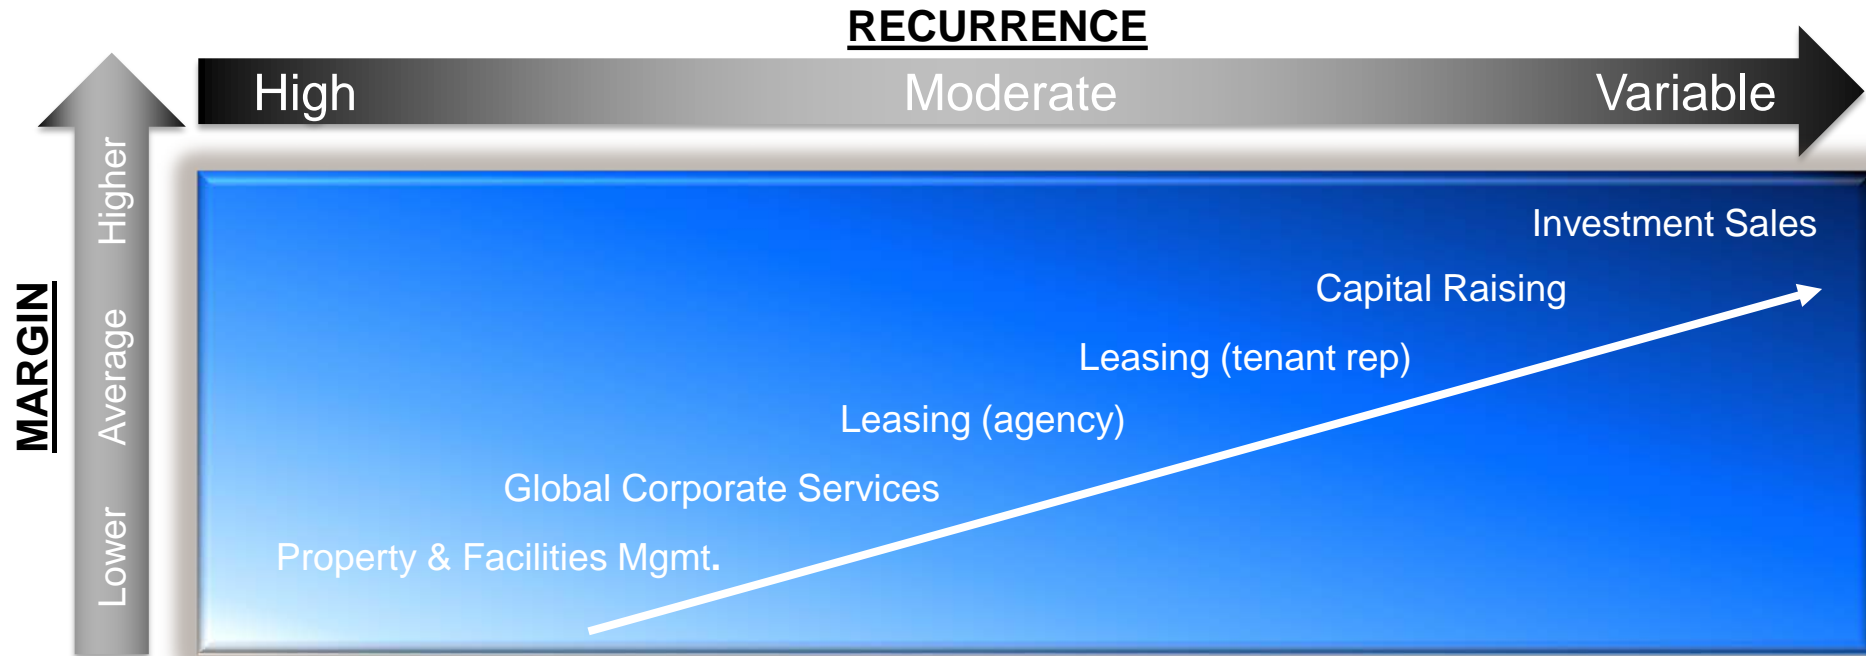 RECURRENCE
High Moderate Variable
MARGIN
Higher
Average
Lower
Investment Sales
Capital Raising
Leasing (tenant rep)
Leasing (agency)
Global Corporate Services
Property & Facilities Mgmt.